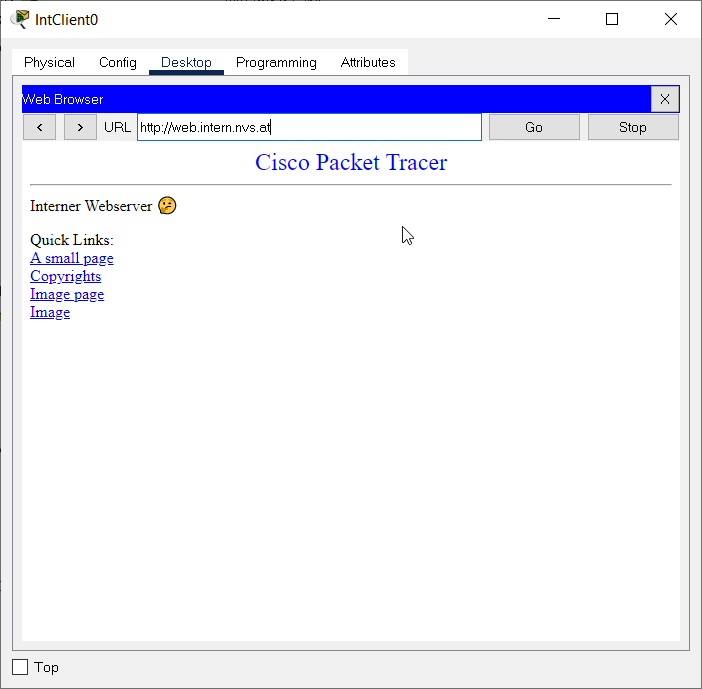 IntClient0
Physical Config Desktop Programming Attributes
Web Browser X
< > URL http://web.intern.nvs.at Go Stop
Cisco Packet Tracer
Interner Webserver 🤔
Quick Links:
A small page
Copyrights
Image page
Image
Top